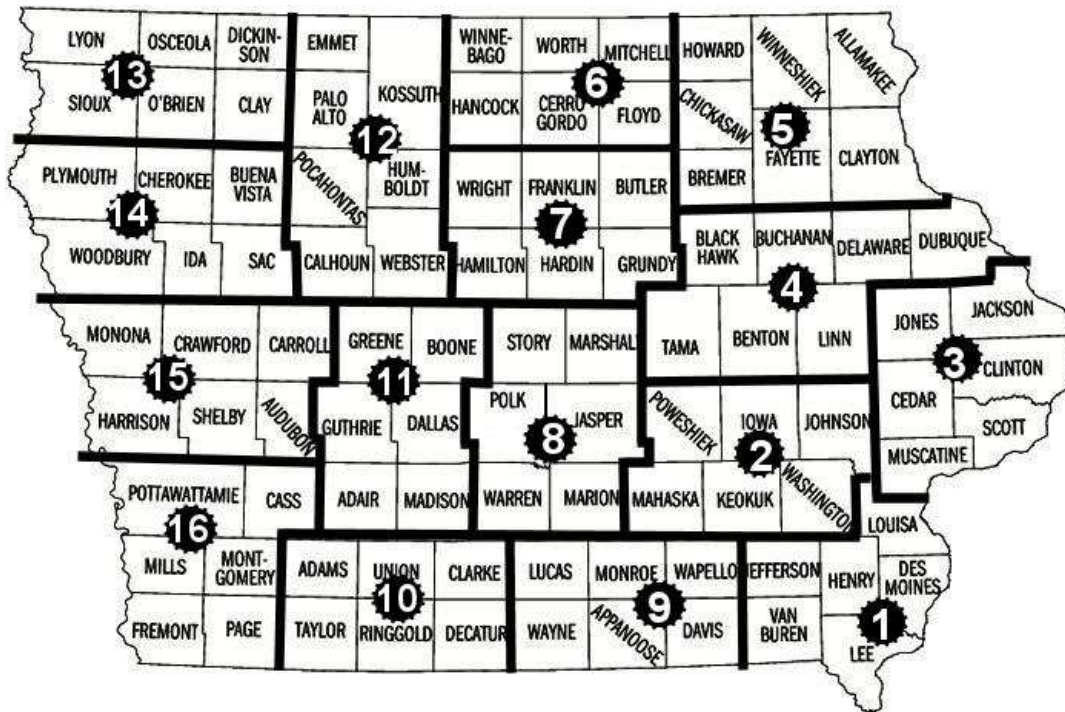 LYON
OSCEOLA
DICKIN-
SON
13
SIOUX
O'BRIEN
CLAY
EMMET
PALO
ALTO
KOSSUTH
12
POCAHONTAS
HUM-
BOLDT
CALHOUN
WEBSTER
WINNE-
BAGO
WORTH
MITCHELL
6
HANCOCK
CERRO
GORDO
FLOYD
HOWARD
WINNESHIEK
ALLAMAKEE
CHICKASAW
5
FAYETTE
CLAYTON
BREMER
PLYMOUTH
CHEROKEE
BUENA
VISTA
14
WOODBURY
IDA
SAC
WRIGHT
FRANKLIN
BUTLER
7
HAMILTON
HARDIN
GRUNDY
BLACK
HAWK
BUCHANAN
DELAWARE
DUBUQUE
4
TAMA
BENTON
LINN
JONES
JACKSON
3
CLINTON
CEDAR
SCOTT
MUSCATINE
MONONA
CRAWFORD
CARROLL
15
HARRISON
SHELBY
AUDUBON
GREENE
BOONE
11
GUTHRIE
DALLAS
ADAIR
MADISON
STORY
MARSHALL
POLK
JASPER
8
WARREN
MARION
POWESHIEK
IOWA
JOHNSON
2
MAHASKA
KEOKUK
WASHINGTON
POTTAWATTAMIE
CASS
16
MILLS
MONT-
GOMERY
FREMONT
PAGE
ADAMS
UNION
CLARKE
10
TAYLOR
RINGGOLD
DECATUR
LUCAS
MONROE
WAPELLO
9
WAYNE
APPANOOSE
DAVIS
JEFFERSON
HENRY
LOUISA
DES
MOINES
VAN
BUREN
1
LEE